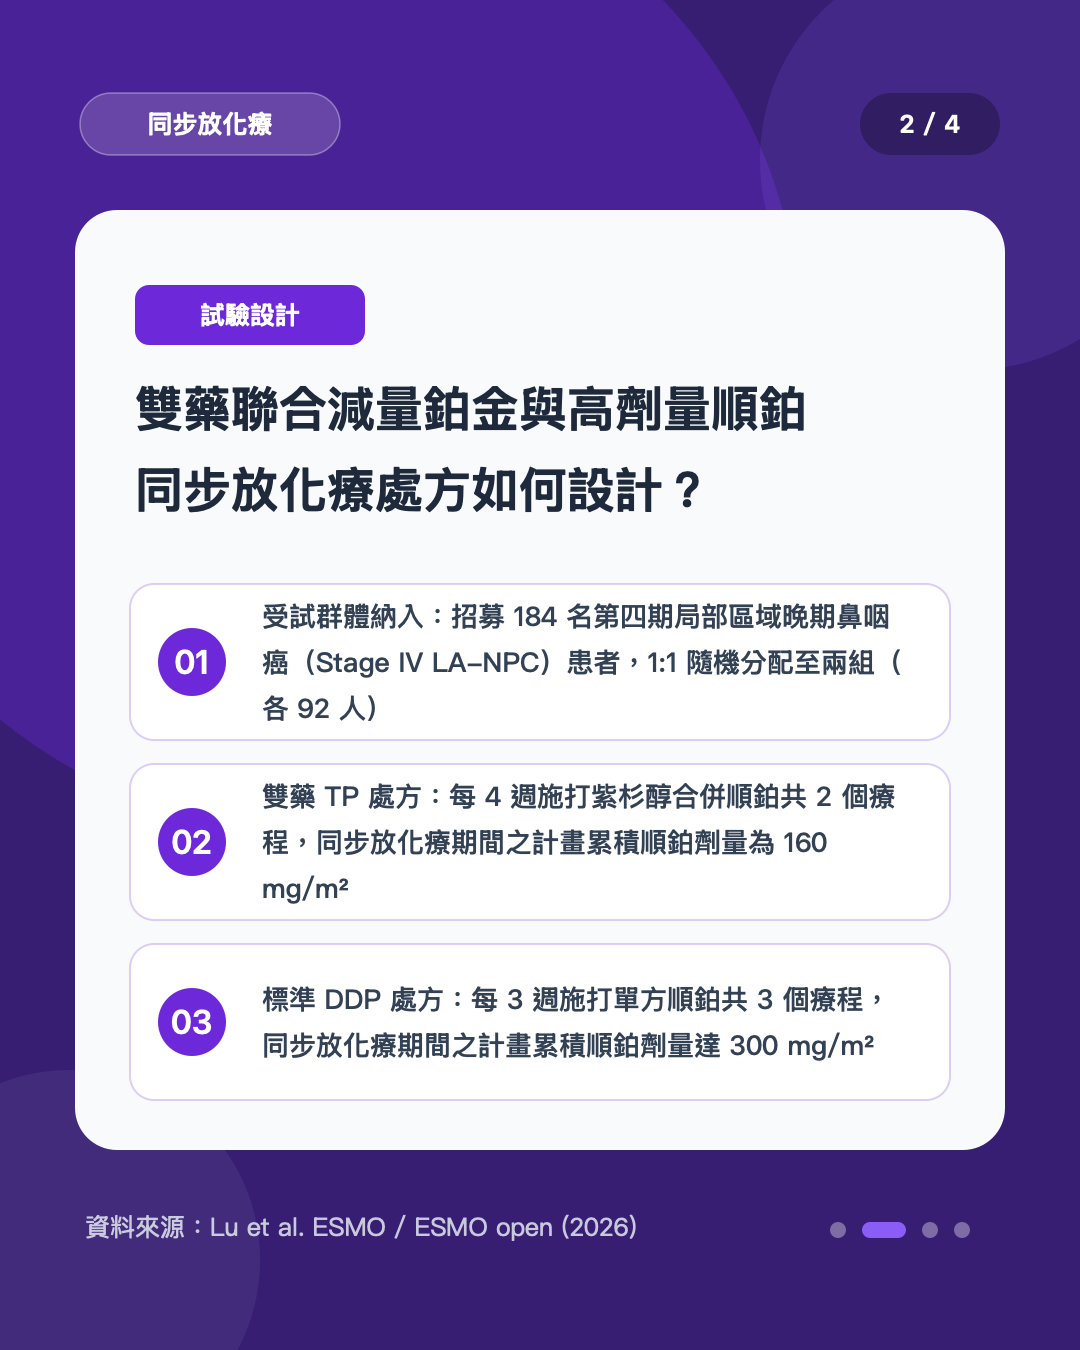 同步放化療
2 / 4
試驗設計
雙藥聯合減量鉑金與高劑量順鉑
同步放化療處方如何設計？
01
受試群體納入：招募 184 名第四期局部區域晚期鼻咽
癌（Stage IV LA–NPC）患者，1:1 隨機分配至兩組（
各 92 人）
02
雙藥 TP 處方：每 4 週施打紫杉醇合併順鉑共 2 個療
程，同步放化療期間之計畫累積順鉑劑量為 160
mg/m²
03
標準 DDP 處方：每 3 週施打單方順鉑共 3 個療程，
同步放化療期間之計畫累積順鉑劑量達 300 mg/m²
資料來源：Lu et al. ESMO / ESMO open (2026)